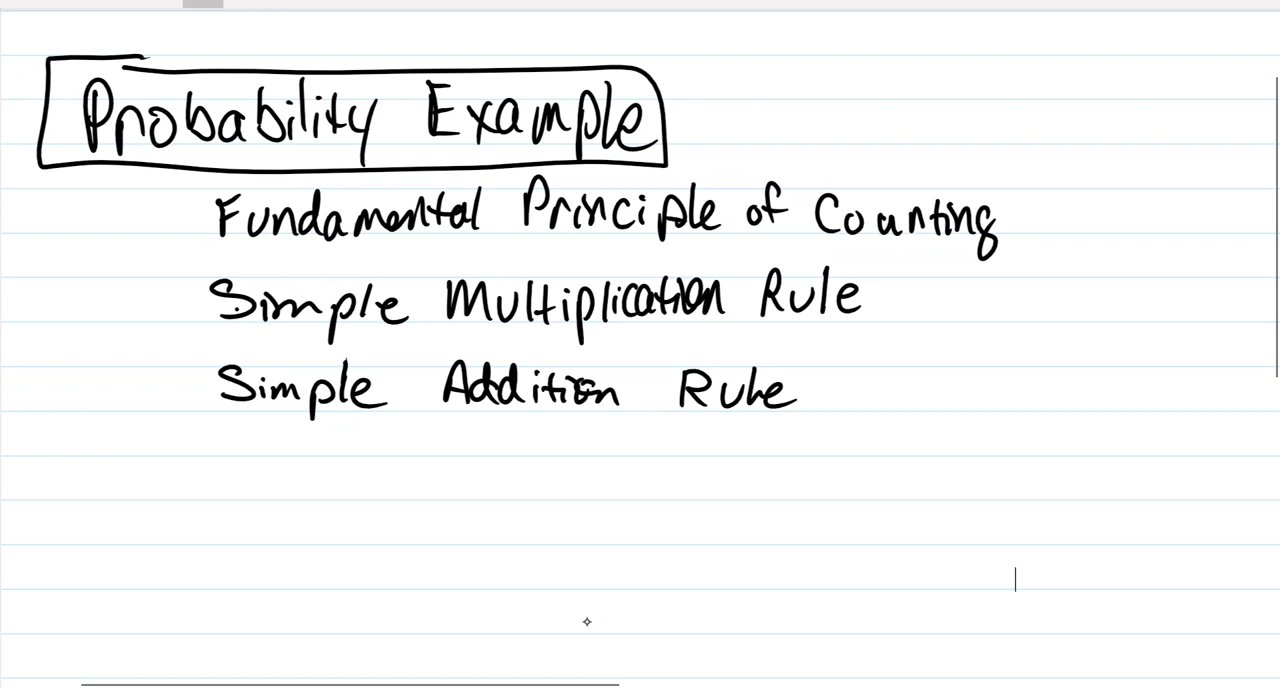 Probability Example
Fundamental Principle of Counting
Simple Multiplication Rule
Simple Addition Rule